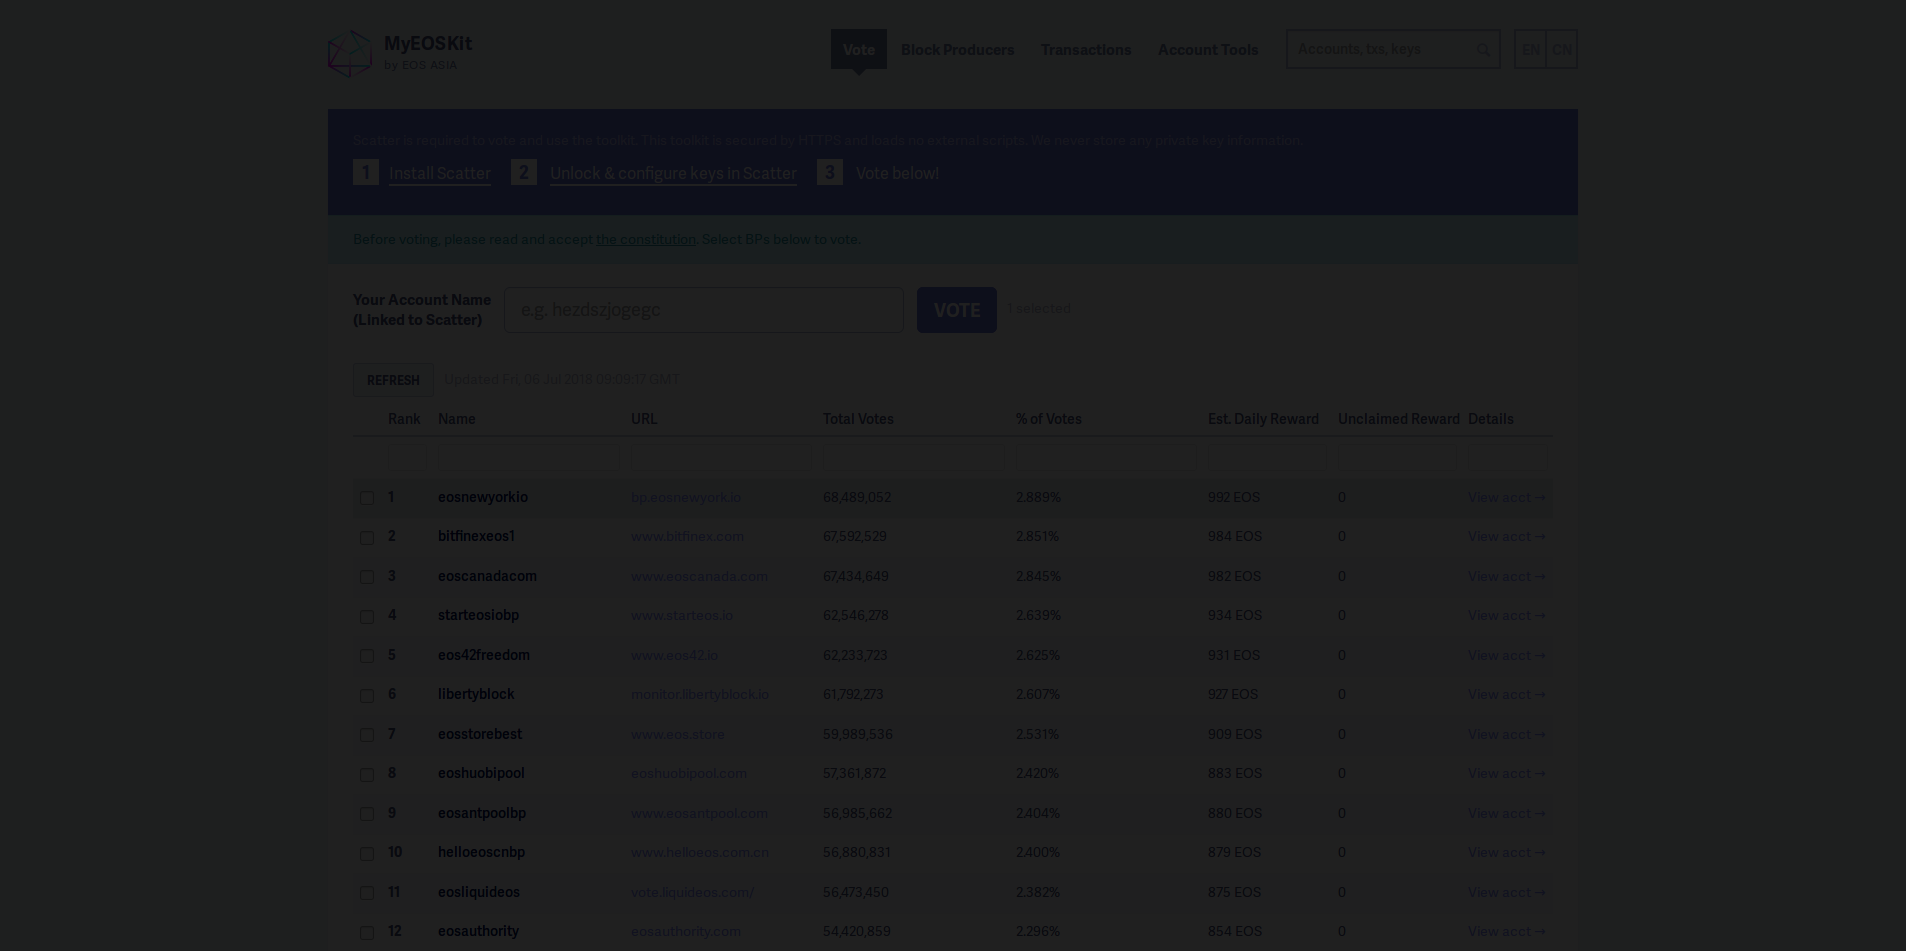 MyEOSKit
by EOS ASIA
Vote
Block Producers
Transactions
Account Tools
Accounts, txs, keys
EN
CN
Scatter is required to vote and use the toolkit. This toolkit is secured by HTTPS and loads no external scripts. We never store any private key information.
1 Install Scatter 2 Unlock & configure keys in Scatter 3 Vote below!
Before voting, please read and accept the constitution. Select BPs below to vote.
Your Account Name
(Linked to Scatter)
e.g. hezdszjogegc
VOTE
1 selected
REFRESH Updated Fri, 06 Jul 2018 09:09:17 GMT
Rank Name URL Total Votes % of Votes Est. Daily Reward Unclaimed Reward Details
1 eosnewyorkio bp.eosnewyork.io 68,489,052 2.889% 992 EOS 0 View acct →
2 bitfinexeos1 www.bitfinex.com 67,592,529 2.851% 984 EOS 0 View acct →
3 eoscanadacom www.eoscanada.com 67,434,649 2.845% 982 EOS 0 View acct →
4 starteosiobp www.starteos.io 62,546,278 2.639% 934 EOS 0 View acct →
5 eos42freedom www.eos42.io 62,233,723 2.625% 931 EOS 0 View acct →
6 libertyblock monitor.libertyblock.io 61,792,273 2.607% 927 EOS 0 View acct →
7 eosstorebest www.eos.store 59,989,536 2.531% 909 EOS 0 View acct →
8 eoshuobipool eoshuobipool.com 57,361,872 2.420% 883 EOS 0 View acct →
9 eosantpoolbp www.eosantpool.com 56,985,662 2.404% 880 EOS 0 View acct →
10 helloeoscnbp www.helloeos.com.cn 56,880,831 2.400% 879 EOS 0 View acct →
11 eosliquideos vote.liquideos.com/ 56,473,450 2.382% 875 EOS 0 View acct →
12 eosauthority eosauthority.com 54,420,859 2.296% 854 EOS 0 View acct →